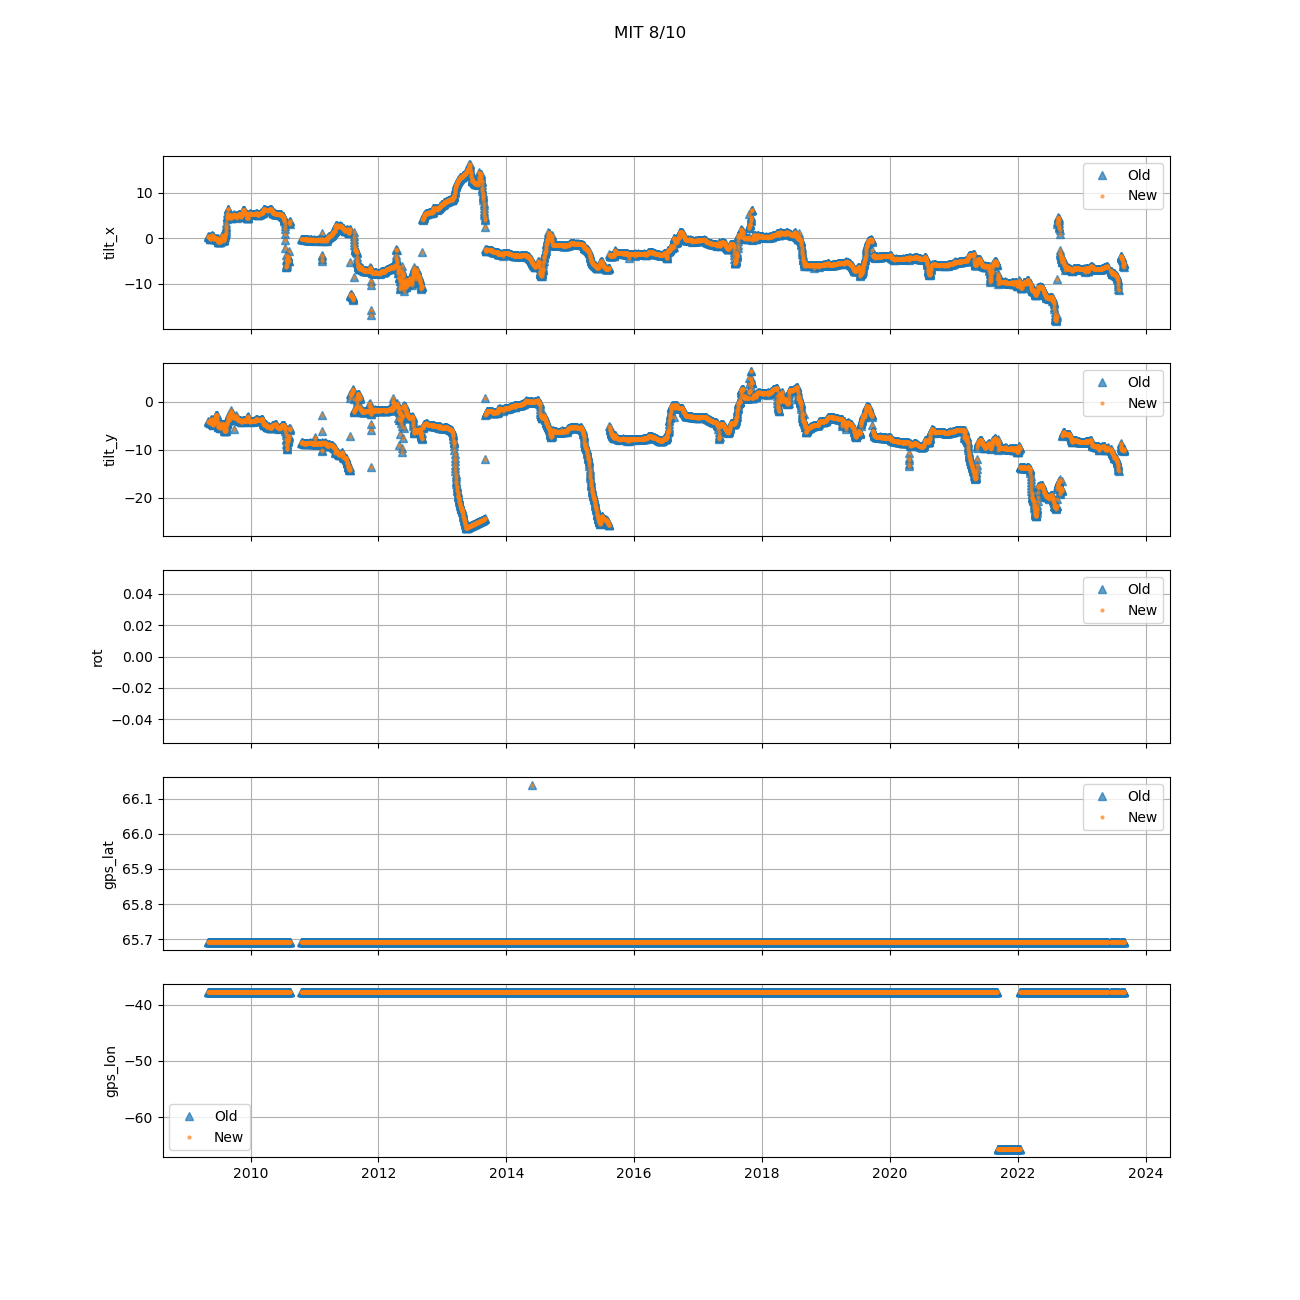 MIT 8/10
10
0
−10
tilt_x
Old
New
0
−10
−20
tilt_y
Old
New
0.04
0.02
0.00
−0.02
−0.04
rot
Old
New
66.1
66.0
65.9
65.8
65.7
gps_lat
Old
New
−40
−50
−60
gps_lon
Old
New
2010 2012 2014 2016 2018 2020 2022 2024